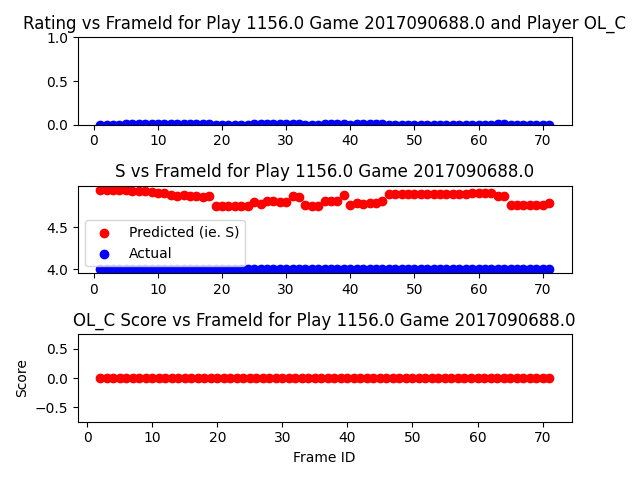 Rating vs FrameId for Play 1156.0 Game 2017090688.0 and Player OL_C
1.0
0.5
0.0
0 10 20 30 40 50 60 70
S vs FrameId for Play 1156.0 Game 2017090688.0
4.5
4.0
Predicted (ie. S)
Actual
0 10 20 30 40 50 60 70
OL_C Score vs FrameId for Play 1156.0 Game 2017090688.0
Score
0.5
0.0
−0.5
0 10 20 30 40 50 60 70
Frame ID